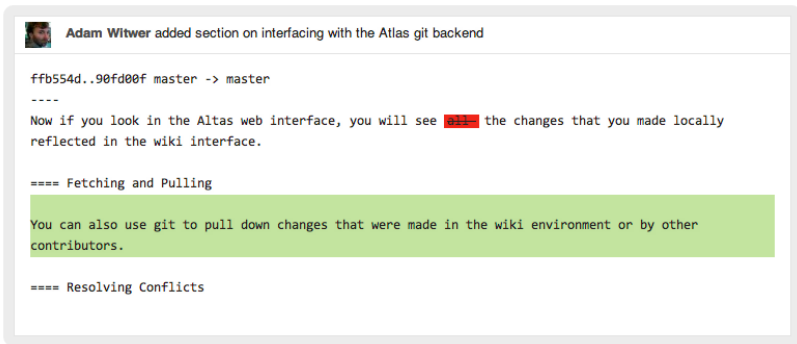 Adam Witwer added section on interfacing with the Atlas git backend
ffb554d..90fd00f master -> master
----
Now if you look in the Altas web interface, you will see all the changes that you made locally
reflected in the wiki interface.
==== Fetching and Pulling
You can also use git to pull down changes that were made in the wiki environment or by other
contributors.
==== Resolving Conflicts